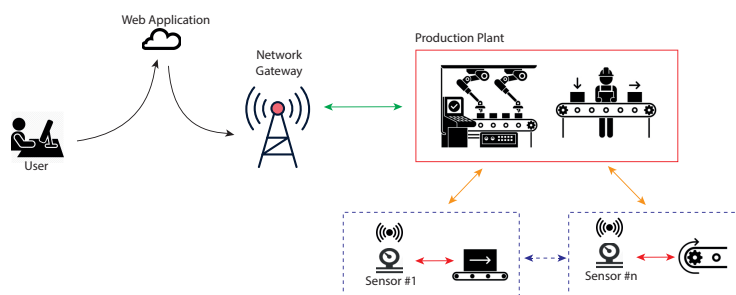 Web Application
Network
Gateway
Production Plant
User
Sensor #1
Sensor #n